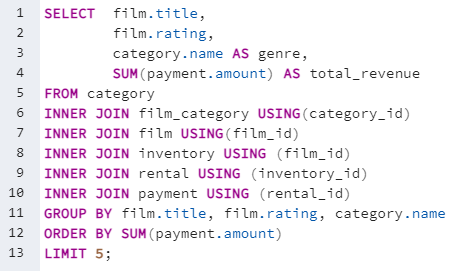 1 SELECT film.title,
2 film.rating,
3 category.name AS genre,
4 SUM(payment.amount) AS total_revenue
5 FROM category
6 INNER JOIN film_category USING(category_id)
7 INNER JOIN film USING(film_id)
8 INNER JOIN inventory USING (film_id)
9 INNER JOIN rental USING (inventory_id)
10 INNER JOIN payment USING (rental_id)
11 GROUP BY film.title, film.rating, category.name
12 ORDER BY SUM(payment.amount)
13 LIMIT 5;